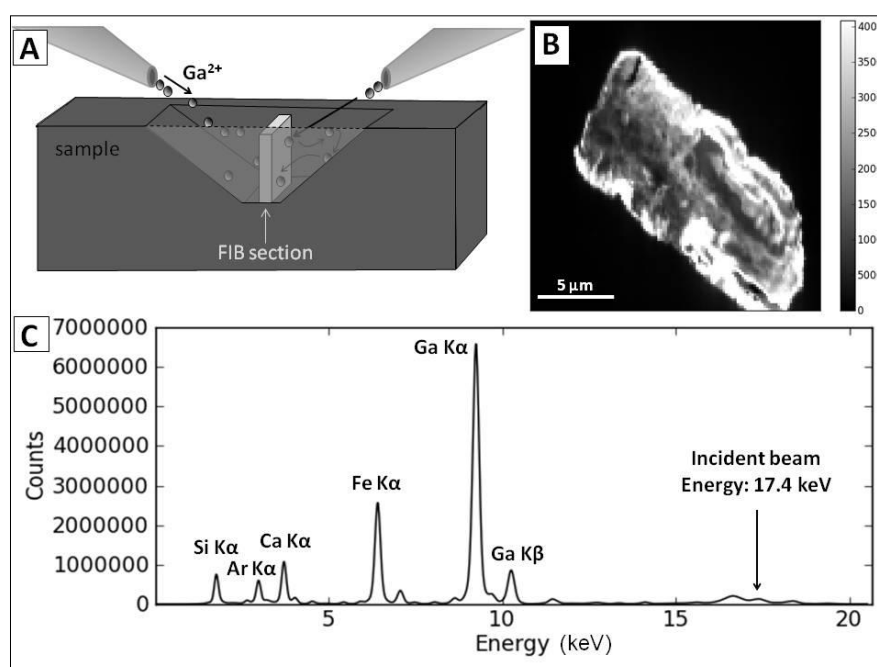 A
Ga2+
sample
FIB section
B
5 µm
400
350
300
250
200
150
100
500
0
C
7000000
6000000
5000000
4000000
3000000
2000000
1000000
0
Counts
Si Kα
Ar Kα
Ca Kα
Fe Kα
Ga Kα
Ga Kβ
Incident beam
Energy: 17.4 keV
5
10
15
20
Energy (keV)